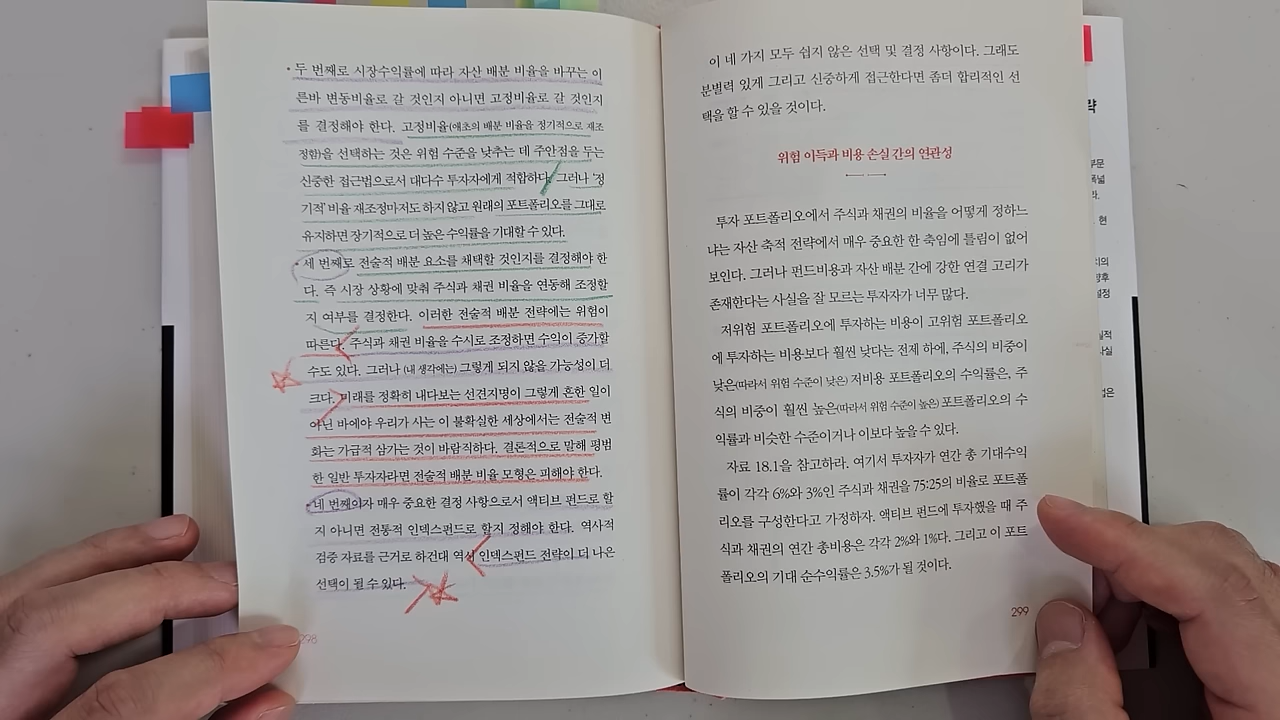 • 두 번째로 시장수익률에 따라 자산 배분 비율을 바꾸는 이
른바 변동비율로 갈 것인지 아니면 고정비율로 갈 것인지
를 결정해야 한다. 고정비율(애초의 배분 비율을 정기적으로 재조
정함)을 선택하는 것은 위험 수준을 낮추는 데 주안점을 두는
신중한 접근법으로서 대다수 투자자에게 적합하다. 그러나 '정
기적' 비율 재조정마저도 하지 않고 원래의 포트폴리오를 그대로
유지하면 장기적으로 더 높은 수익률을 기대할 수 있다.
• 세 번째로 전술적 배분 요소를 채택할 것인지를 결정해야 한
다. 즉 시장 상황에 맞춰 주식과 채권 비율을 연동해 조정할
지 여부를 결정한다. 이러한 전술적 배분 전략에는 위험이
따른다. 주식과 채권 비율을 수시로 조정하면 수익이 증가할
수도 있다. 그러나 (내 생각에는) 그렇게 되지 않을 가능성이 더
크다. 미래를 정확히 내다보는 선견지명이 그렇게 흔한 일이
아닌 바에야 우리가 사는 이 불확실한 세상에서는 전술적 변
화는 가급적 삼가는 것이 바람직하다. 결론적으로 말해 평범
한 일반 투자자라면 전술적 배분 비율 모형은 피해야 한다.
• 네 번째이자 매우 중요한 결정 사항으로서 액티브 펀드로 할
지 아니면 전통적 인덱스펀드로 할지 정해야 한다. 역사적
검증 자료를 근거로 하건대 역시 인덱스펀드 전략이 더 나은
선택이 될 수 있다.
298
이 네 가지 모두 쉽지 않은 선택 및 결정 사항이다. 그래도
분별력 있게 그리고 신중하게 접근한다면 좀더 합리적인 선
택을 할 수 있을 것이다.
위험 이득과 비용 손실 간의 연관성
투자 포트폴리오에서 주식과 채권의 비율을 어떻게 정하느
나는 자산 축적 전략에서 매우 중요한 한 축임에 틀림이 없어
보인다. 그러나 펀드비용과 자산 배분 간에 강한 연결 고리가
존재한다는 사실을 잘 모르는 투자자가 너무 많다.
저위험 포트폴리오에 투자하는 비용이 고위험 포트폴리오
에 투자하는 비용보다 훨씬 낮다는 전제 하에, 주식의 비중이
낮은(따라서 위험 수준이 낮은) 저비용 포트폴리오의 수익률은, 주
식의 비중이 훨씬 높은(따라서 위험 수준이 높은) 포트폴리오의 수
익률과 비슷한 수준이거나 이보다 높을 수 있다.
자료 18.1을 참고하라. 여기서 투자자가 연간 총 기대수익
률이 각각 6%와 3%인 주식과 채권을 75:25의 비율로 포트폴
리오를 구성한다고 가정하자. 액티브 펀드에 투자했을 때 주
식과 채권의 연간 총비용은 각각 2%와 1%다. 그리고 이 포트
폴리오의 기대 순수익률은 3.5%가 될 것이다.
299